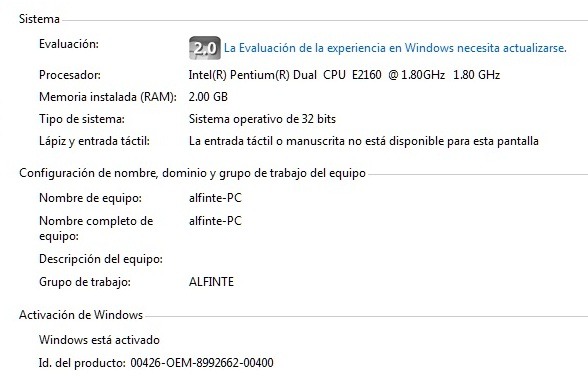 Sistema
Evaluación: 2.0 La Evaluación de la experiencia en Windows necesita actualizarse.
Procesador: Intel(R) Pentium(R) Dual CPU E2160 @ 1.80GHz 1.80 GHz
Memoria instalada (RAM): 2.00 GB
Tipo de sistema: Sistema operativo de 32 bits
Lápiz y entrada táctil: La entrada táctil o manuscrita no está disponible para esta pantalla
Configuración de nombre, dominio y grupo de trabajo del equipo
Nombre de equipo: alfinte-PC
Nombre completo de alfinte-PC
equipo:
Descripción del equipo:
Grupo de trabajo: ALFINTE
Activación de Windows
Windows está activado
Id. del producto: 00426-OEM-8992662-00400